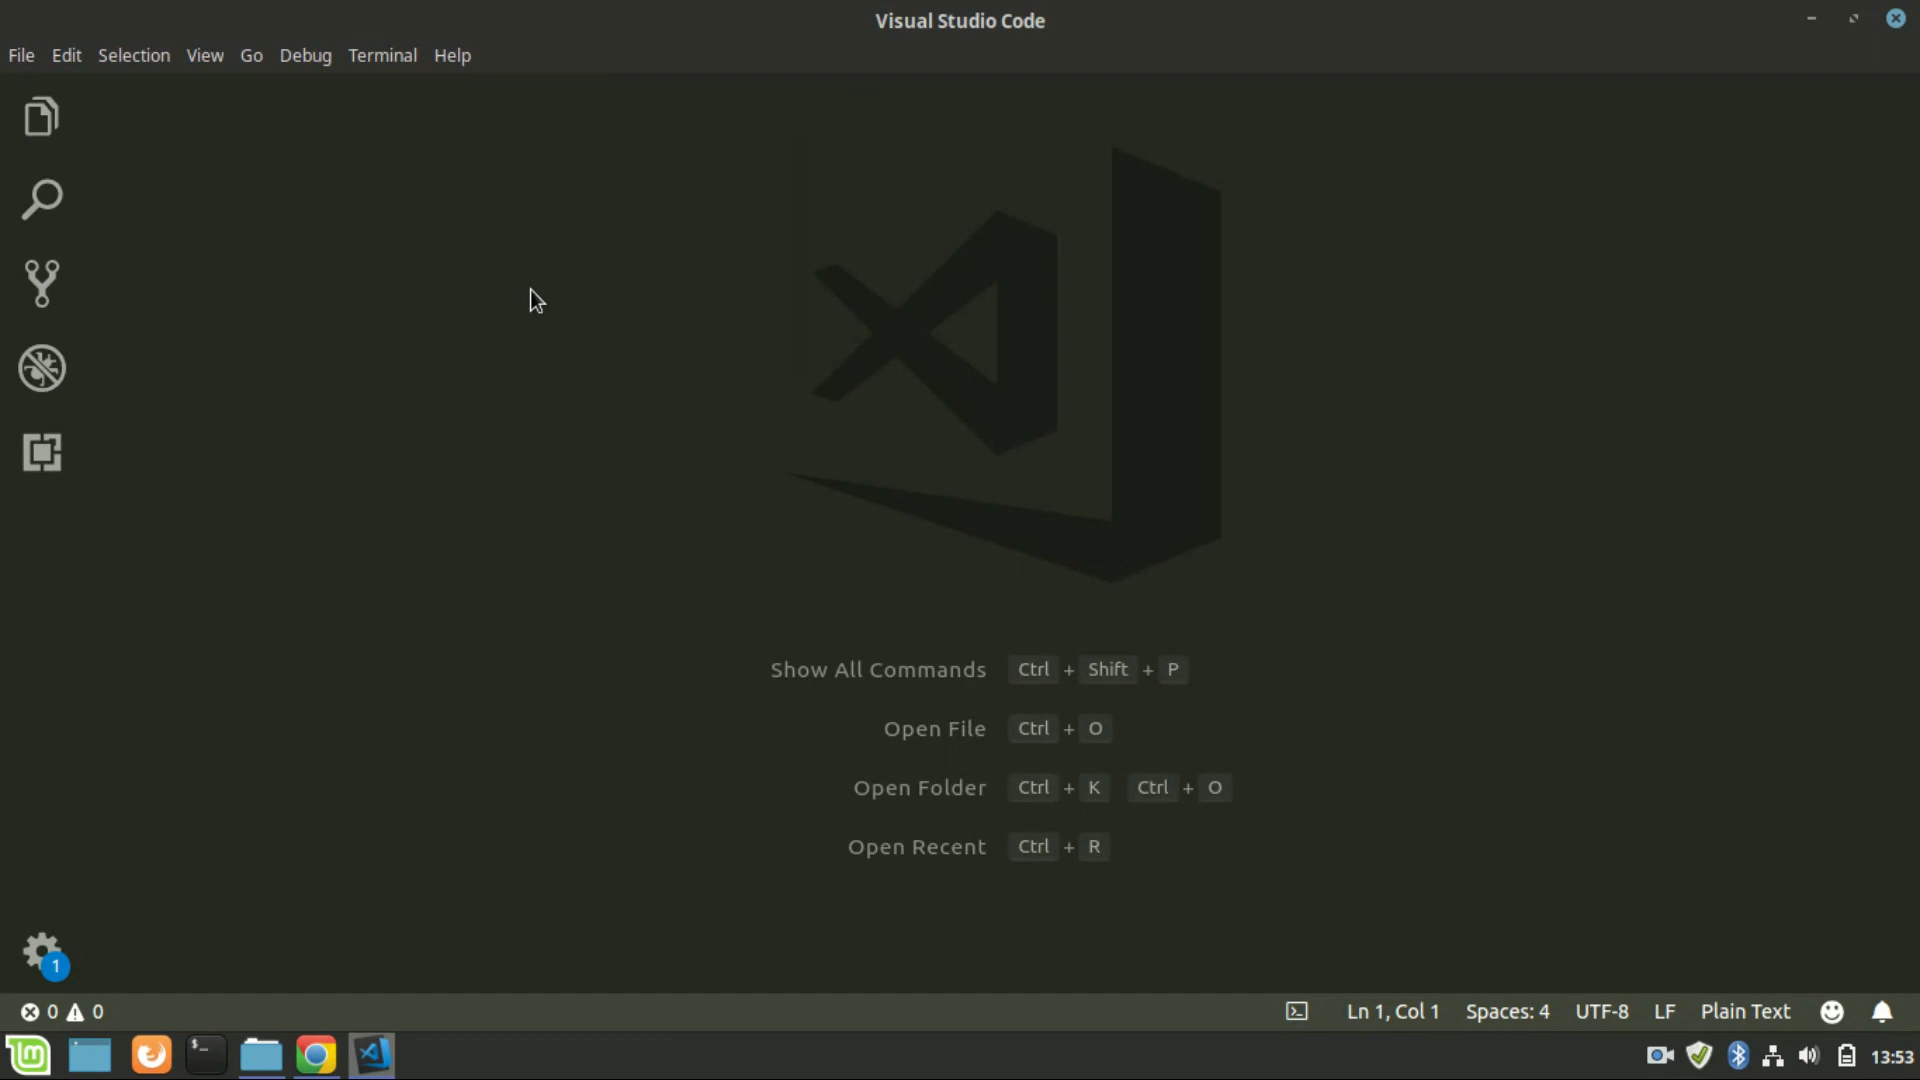 Visual Studio Code
File Edit Selection View Go Debug Terminal Help
Show All Commands Ctrl + Shift + P
Open File Ctrl + O
Open Folder Ctrl + K Ctrl + O
Open Recent Ctrl + R
1
0 0 Ln 1, Col 1 Spaces: 4 UTF-8 LF Plain Text
$_ 13:53